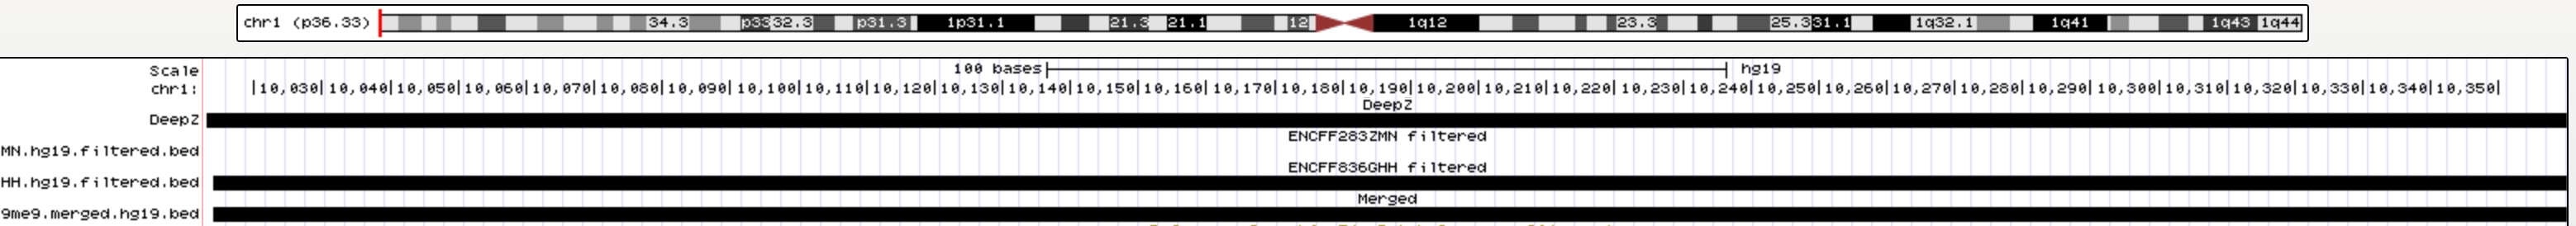 chr1 (p36.33) 34.3 p33 32.3 p31.3 1p31.1 21.3 21.1 12 1q12 23.3 25.3 31.1 1q32.1 1q41 1q43 1q44
Scale 100 bases hg19
chr1: |10,030|10,040|10,050|10,060|10,070|10,080|10,090|10,100|10,110|10,120|10,130|10,140|10,150|10,160|10,170|10,180|10,190|10,200|10,210|10,220|10,230|10,240|10,250|10,260|10,270|10,280|10,290|10,300|10,310|10,320|10,330|10,340|10,350|
DeepZ
DeepZ
ENCFF283ZMN filtered
MN.hg19.filtered.bed
ENCFF836GHH filtered
HH.hg19.filtered.bed
Merged
9me9.merged.hg19.bed